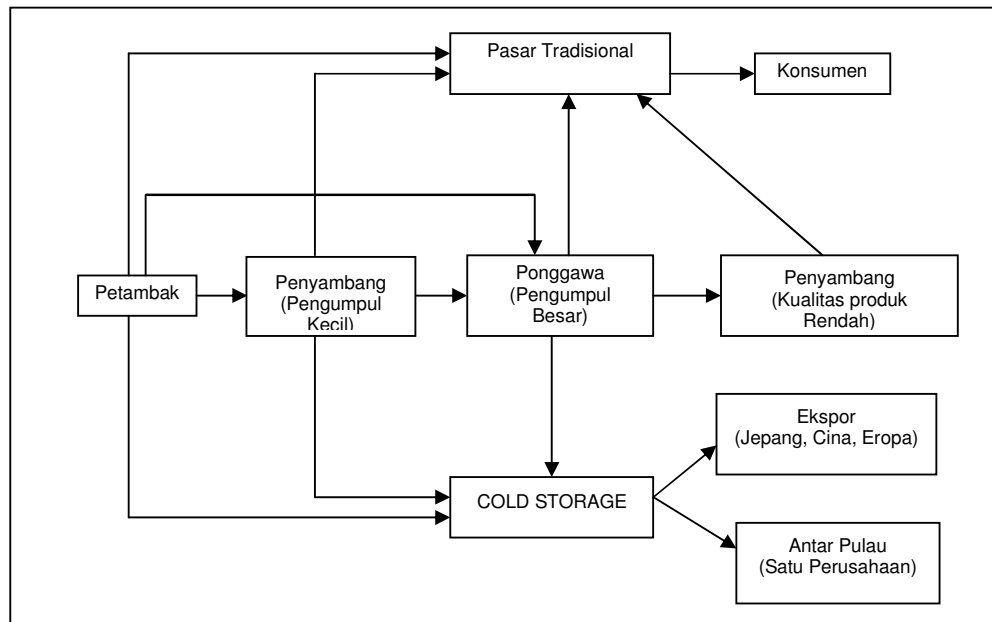 Pasar Tradisional
Konsumen
Petambak
Penyambang
(Pengumpul
Kecil)
Ponggawa
(Pengumpul
Besar)
Penyambang
(Kualitas produk
Rendah)
Ekspor
(Jepang, Cina, Eropa)
COLD STORAGE
Antar Pulau
(Satu Perusahaan)